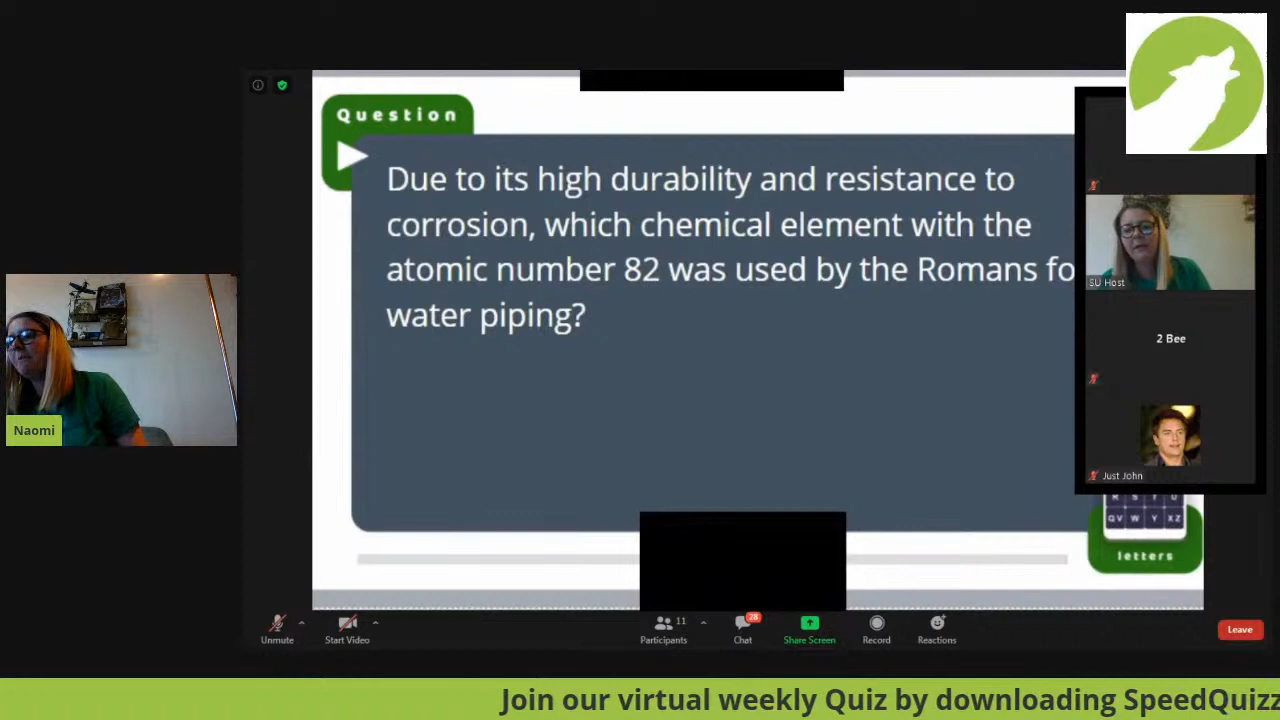 Question
Due to its high durability and resistance to
corrosion, which chemical element with the
atomic number 82 was used by the Romans fo
water piping?
SU Host
2 Bee
Just John
Naomi
R S T U
QV W Y XZ
letters
Unmute
Start Video
11
Participants
28
Chat
Share Screen
Record
Reactions
Leave
Join our virtual weekly Quiz by downloading SpeedQuizz